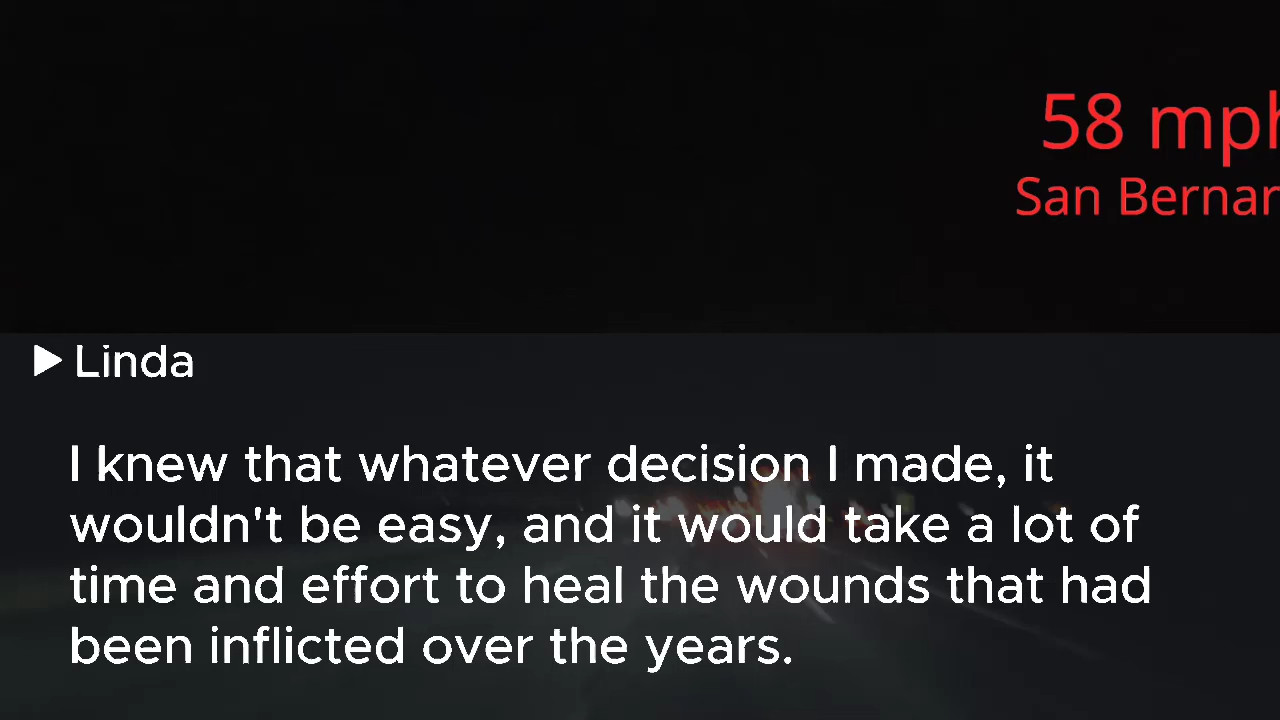 58 mph
San Bernar
Linda
I knew that whatever decision I made, it
wouldn't be easy, and it would take a lot of
time and effort to heal the wounds that had
been inflicted over the years.